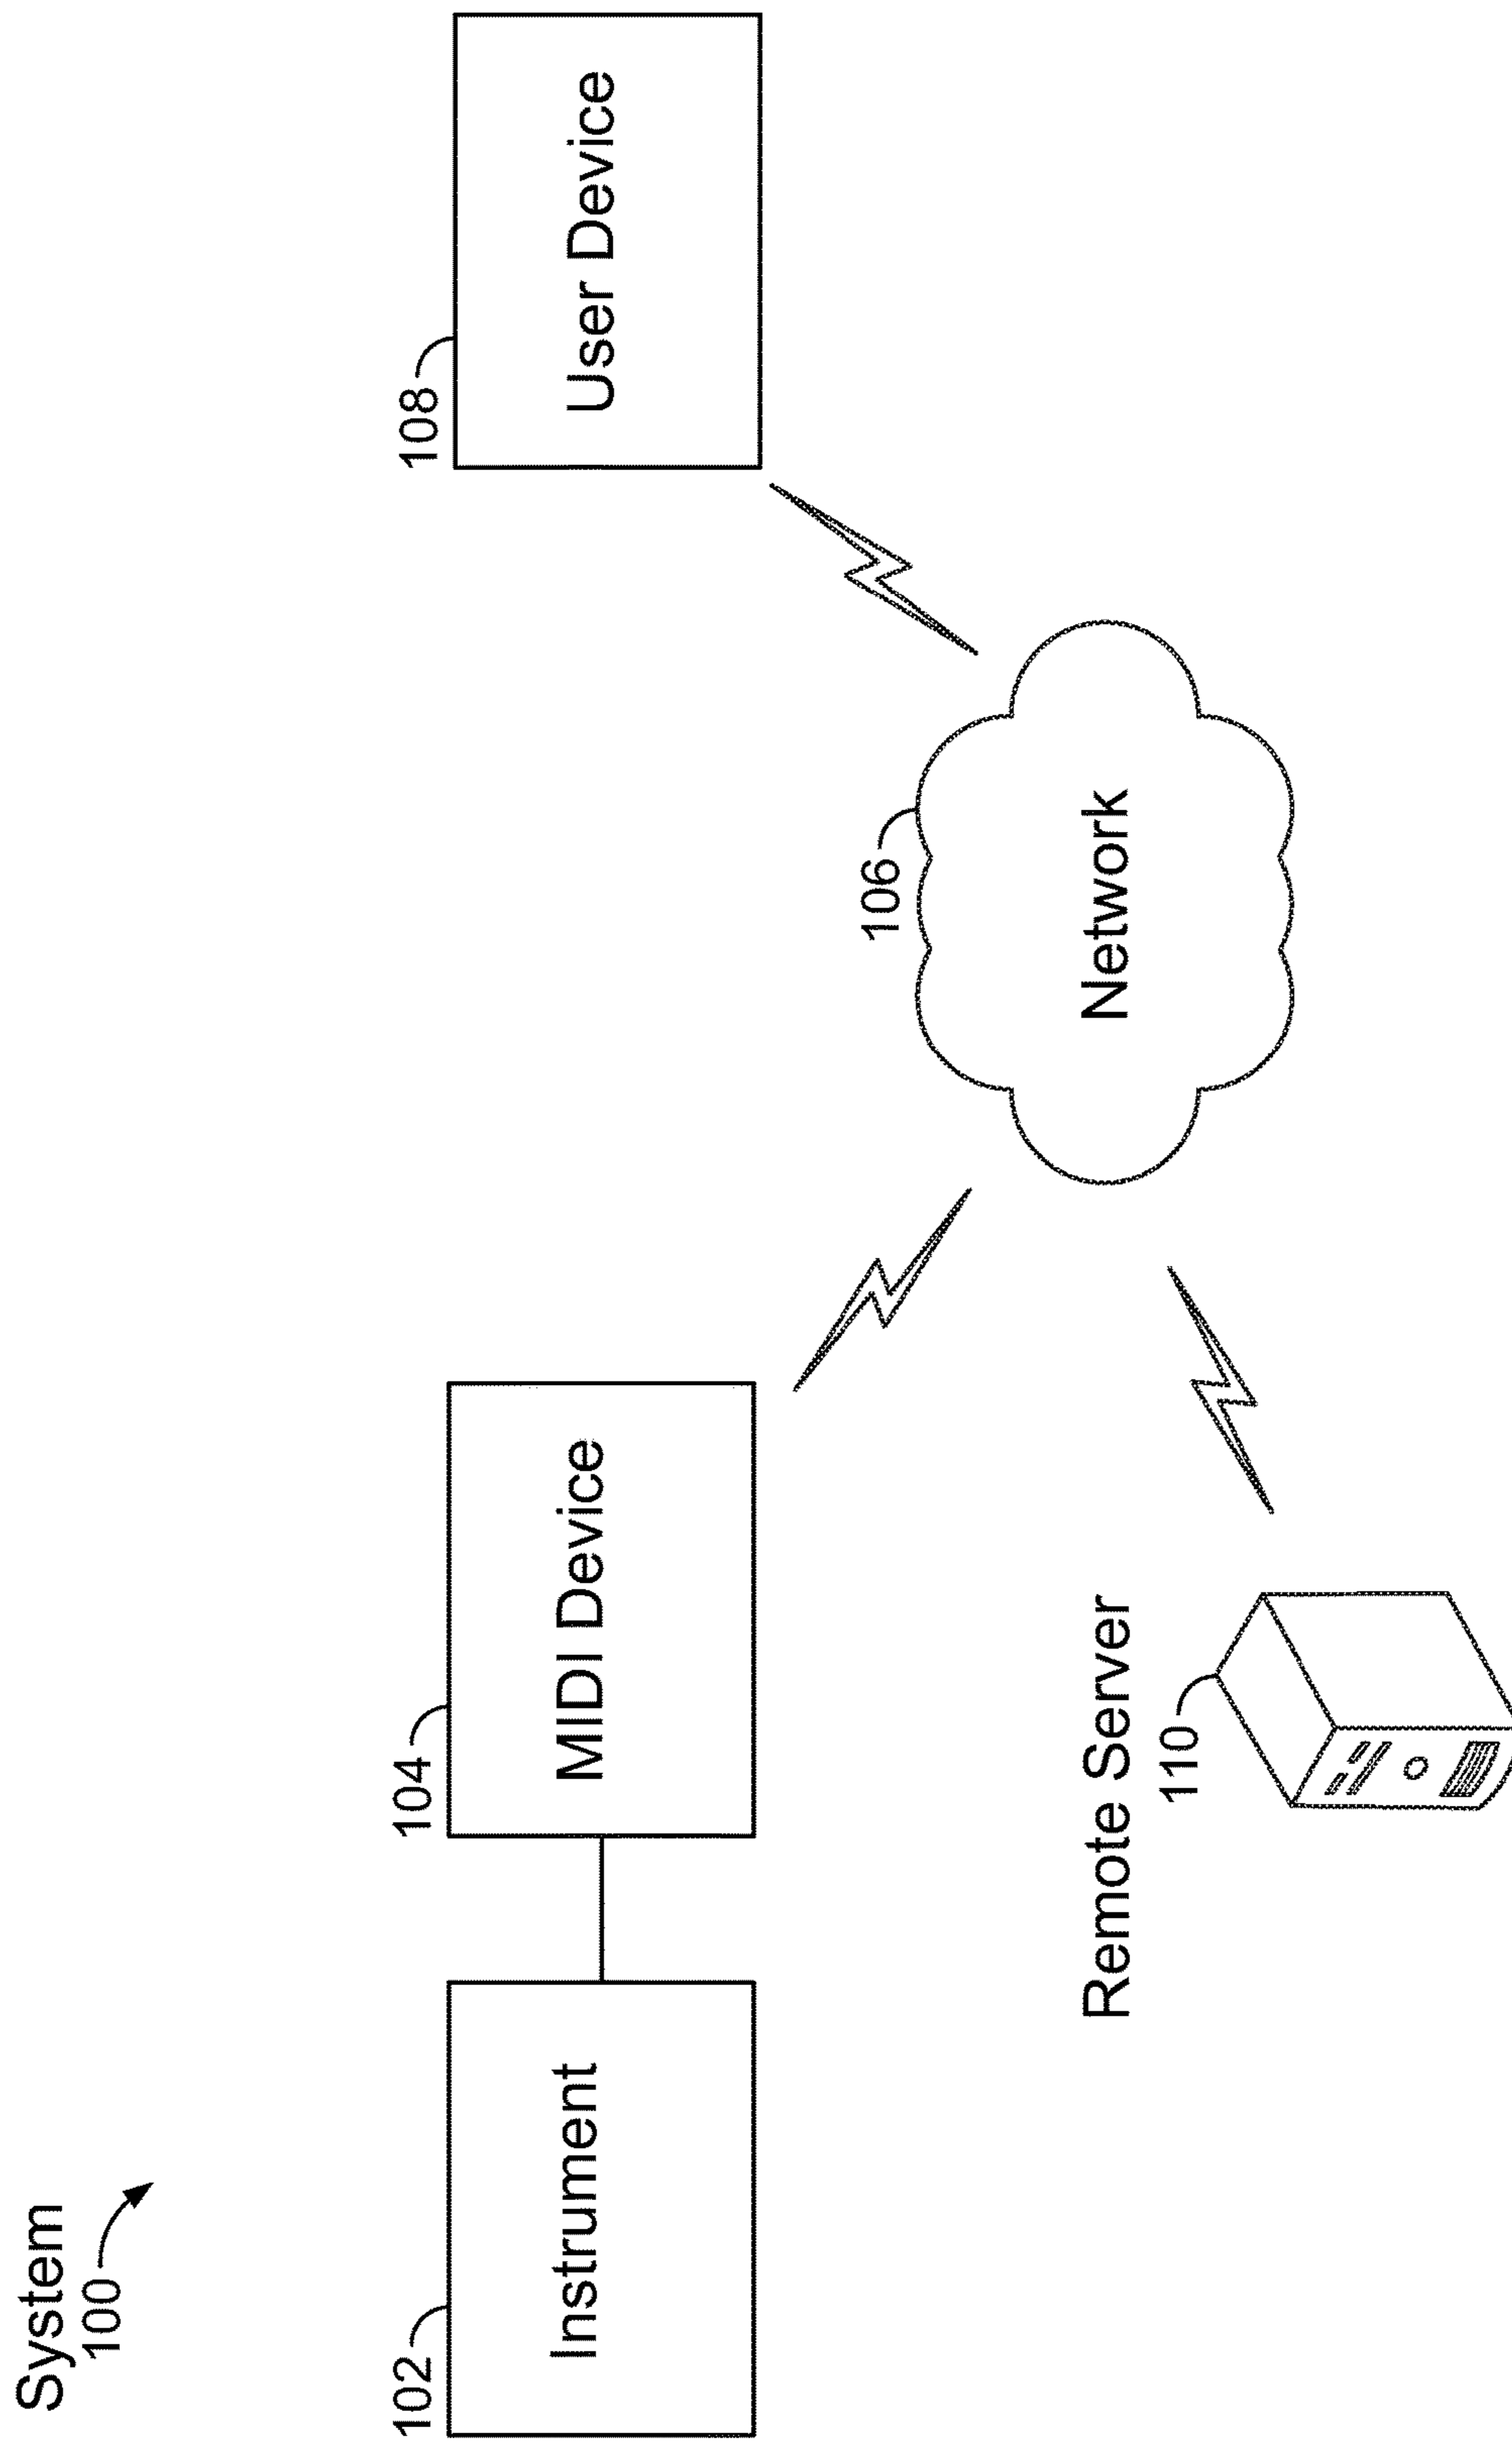 System
100
102
Instrument
104
MIDI Device
108
User Device
106
Network
Remote Server
110